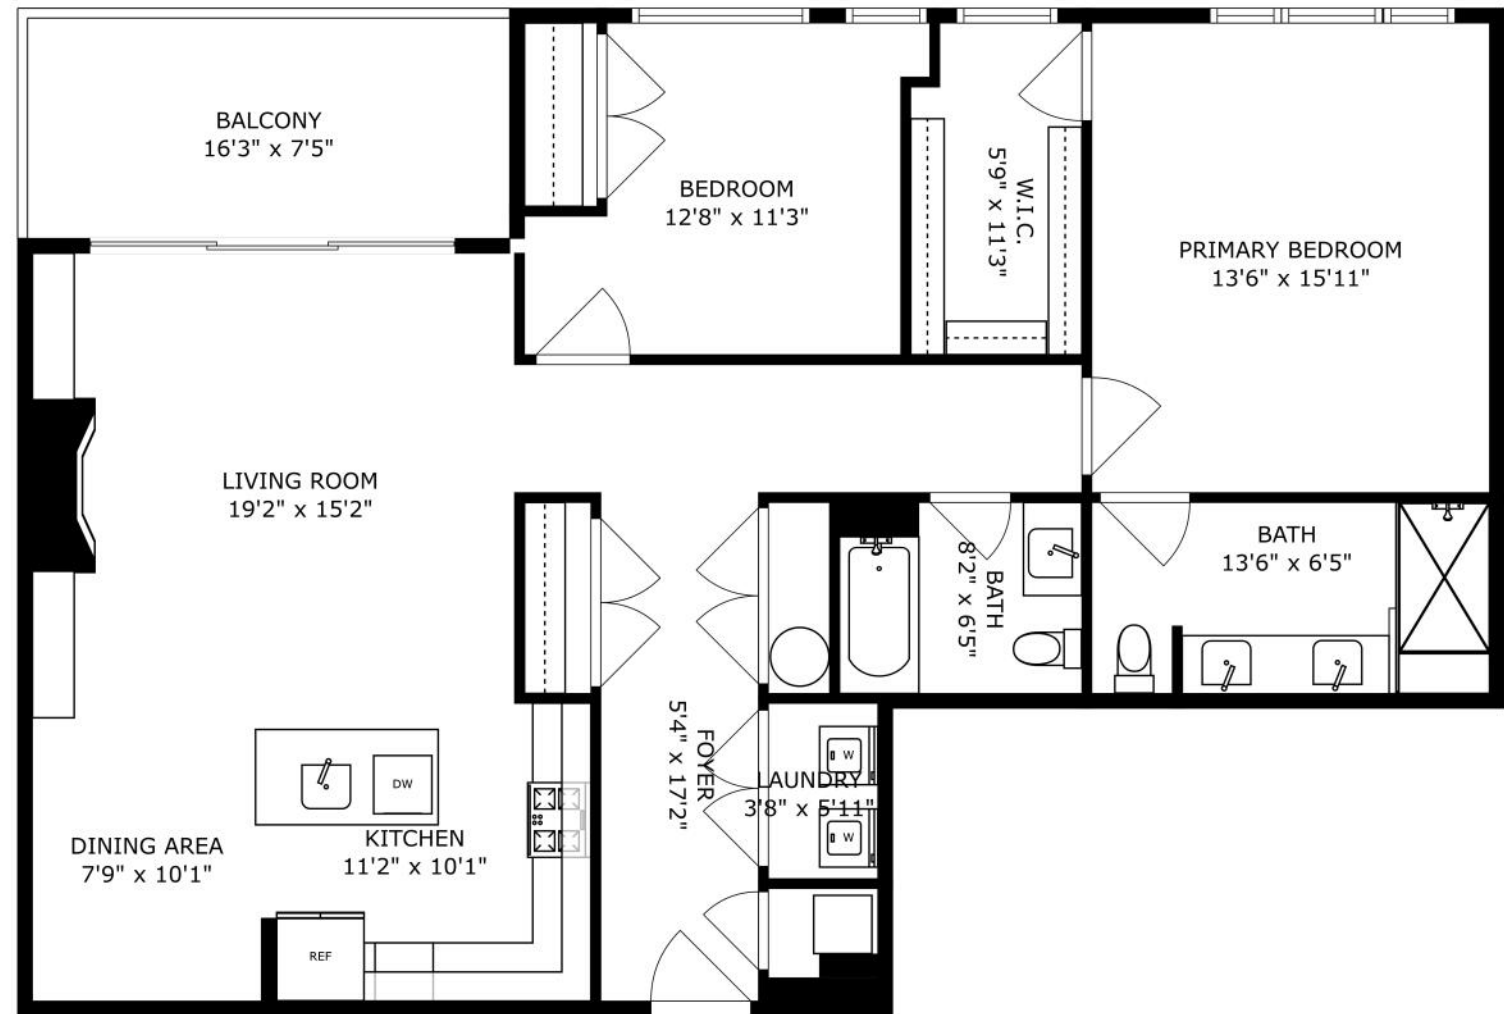 BALCONY
16'3" x 7'5"
BEDROOM
12'8" x 11'3"
W.I.C.
5'9" x 11'3"
PRIMARY BEDROOM
13'6" x 15'11"
LIVING ROOM
19'2" x 15'2"
BATH
8'2" x 6'5"
BATH
13'6" x 6'5"
FOYER
5'4" x 17'2"
W
LAUNDRY
3'8" x 5'11"
W
DW
DINING AREA
7'9" x 10'1"
KITCHEN
11'2" x 10'1"
REF